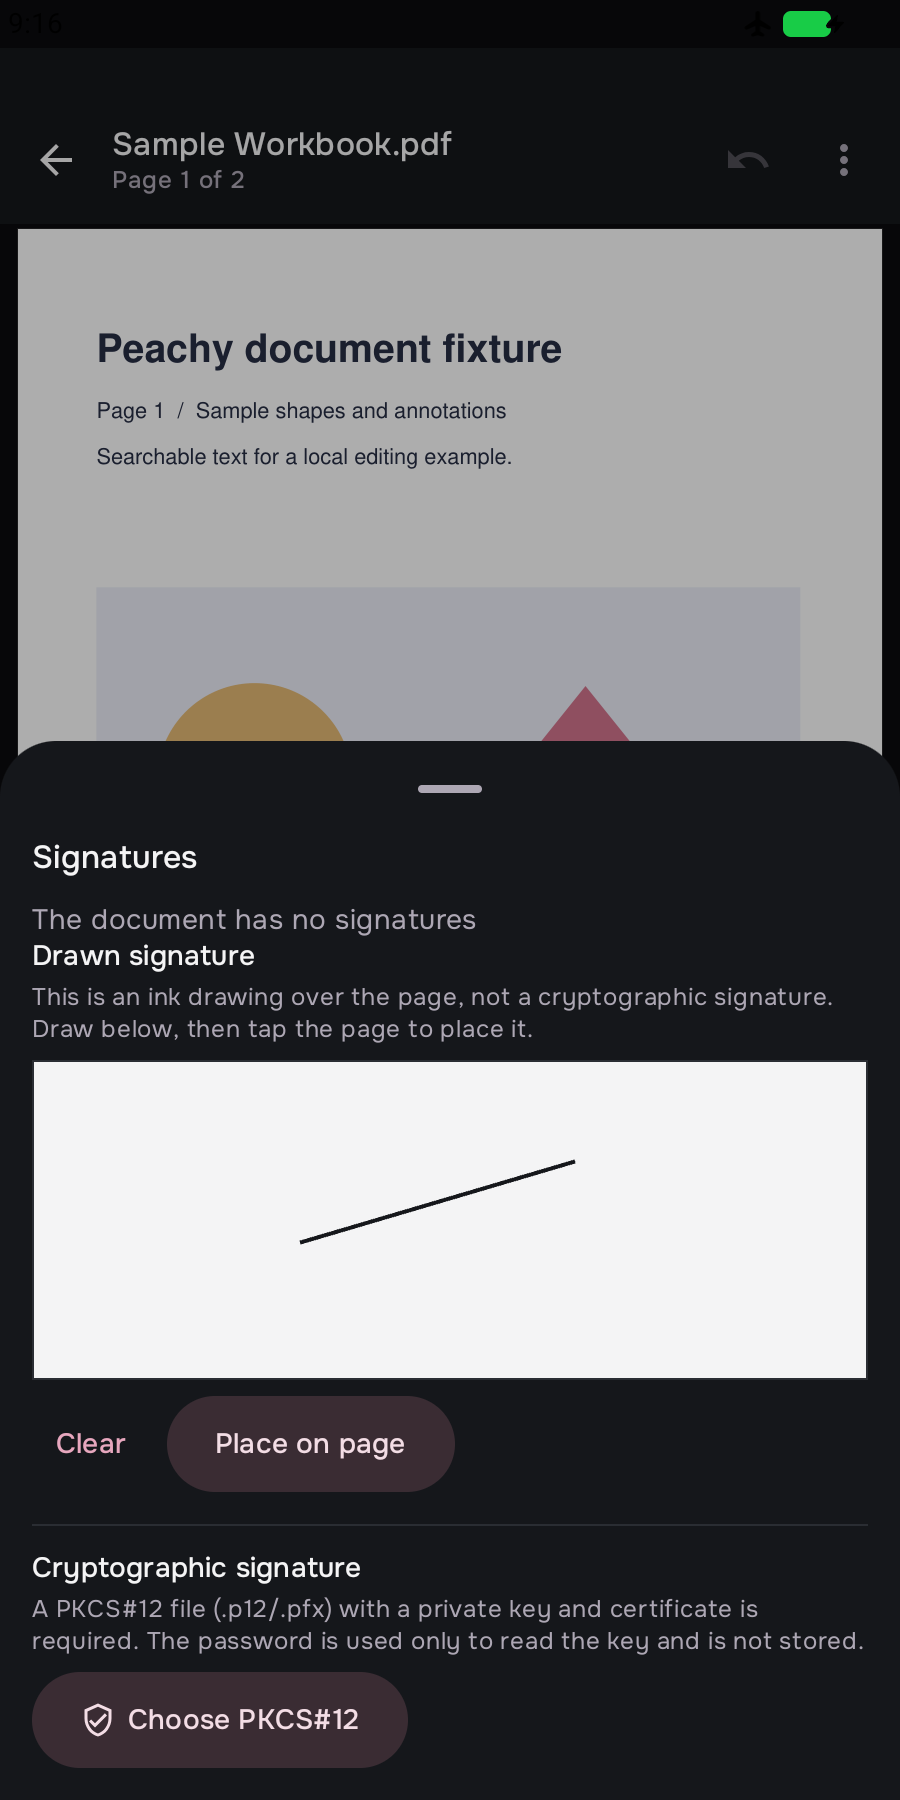 9:16
Sample Workbook.pdf
Page 1 of 2
Peachy document fixture
Page 1 / Sample shapes and annotations
Searchable text for a local editing example.
Signatures
The document has no signatures
Drawn signature
This is an ink drawing over the page, not a cryptographic signature.
Draw below, then tap the page to place it.
Clear
Place on page
Cryptographic signature
A PKCS#12 file (.p12/.pfx) with a private key and certificate is
required. The password is used only to read the key and is not stored.
Choose PKCS#12